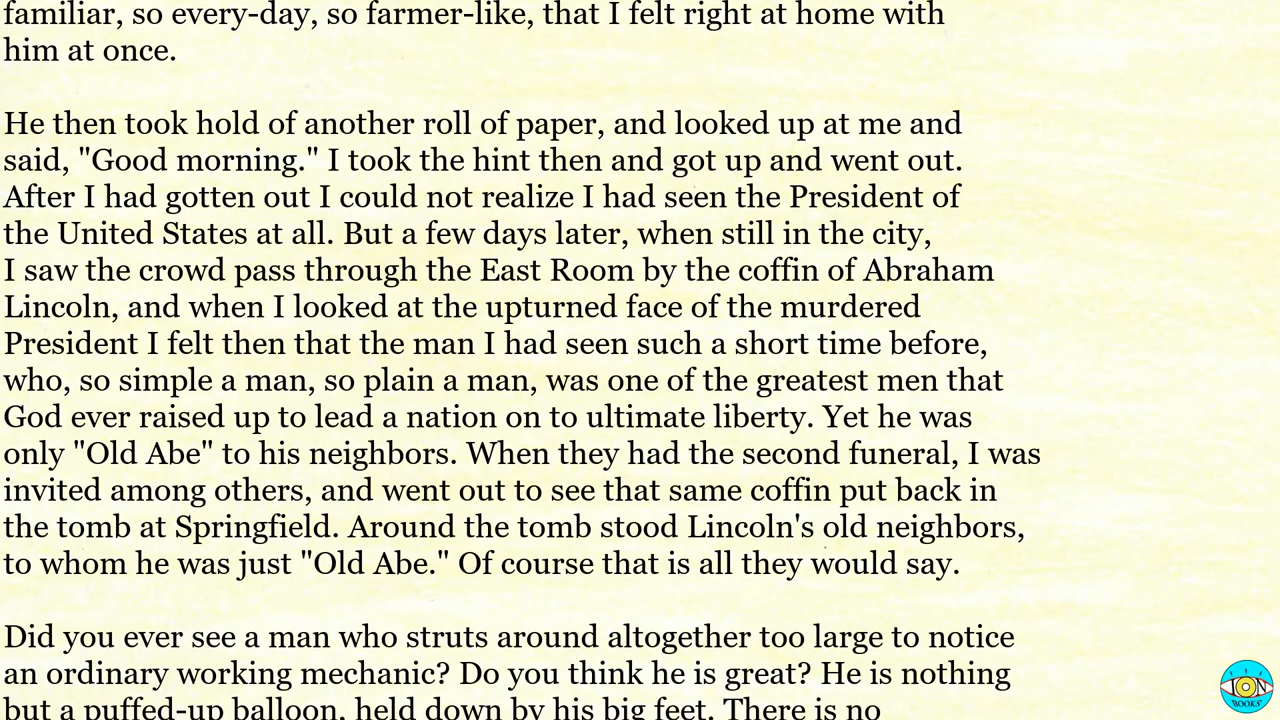 familiar, so every-day, so farmer-like, that I felt right at home with
him at once.
He then took hold of another roll of paper, and looked up at me and
said, "Good morning." I took the hint then and got up and went out.
After I had gotten out I could not realize I had seen the President of
the United States at all. But a few days later, when still in the city,
I saw the crowd pass through the East Room by the coffin of Abraham
Lincoln, and when I looked at the upturned face of the murdered
President I felt then that the man I had seen such a short time before,
who, so simple a man, so plain a man, was one of the greatest men that
God ever raised up to lead a nation on to ultimate liberty. Yet he was
only "Old Abe" to his neighbors. When they had the second funeral, I was
invited among others, and went out to see that same coffin put back in
the tomb at Springfield. Around the tomb stood Lincoln's old neighbors,
to whom he was just "Old Abe." Of course that is all they would say.
Did you ever see a man who struts around altogether too large to notice
an ordinary working mechanic? Do you think he is great? He is nothing
but a puffed-up balloon, held down by his big feet. There is no
ION
BOOKS